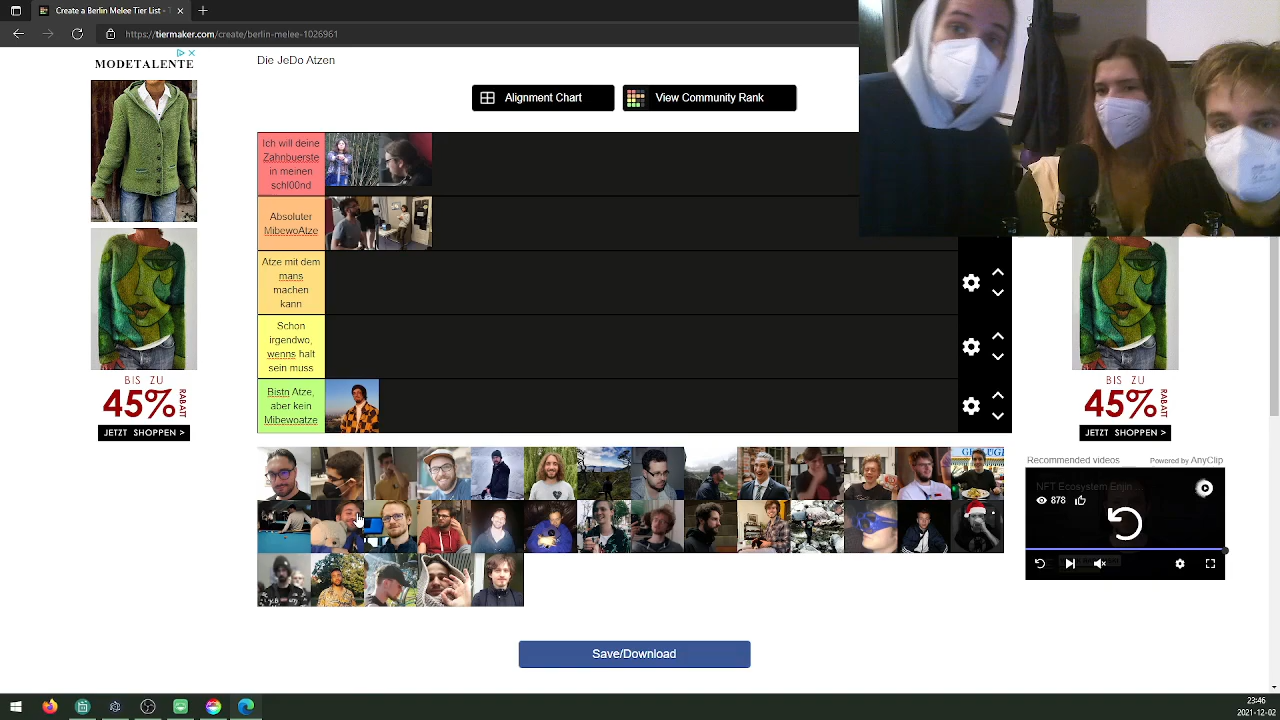 Create a Berlin Melee Tier List -
https://tiermaker.com/create/berlin-melee-1026961
MODETALENTE
Die JeDo Atzen
Alignment Chart
View Community Rank
Ich will deine
Zahnbuerste
in meinen
schl00nd
Absoluter
MibewoAtze
Atze mit dem
mans
machen
kann
Schon
irgendwo,
wenns halt
sein muss
Bistn Atze,
aber kein
Mibewoatze
BIS ZU
45%
RABATT
JETZT SHOPPEN >
BIS ZU
45%
RABATT
JETZT SHOPPEN >
Recommended videos
Powered by AnyClip
NFT Ecosystem Enjin ...
878
Save/Download
23:46
2021-12-02